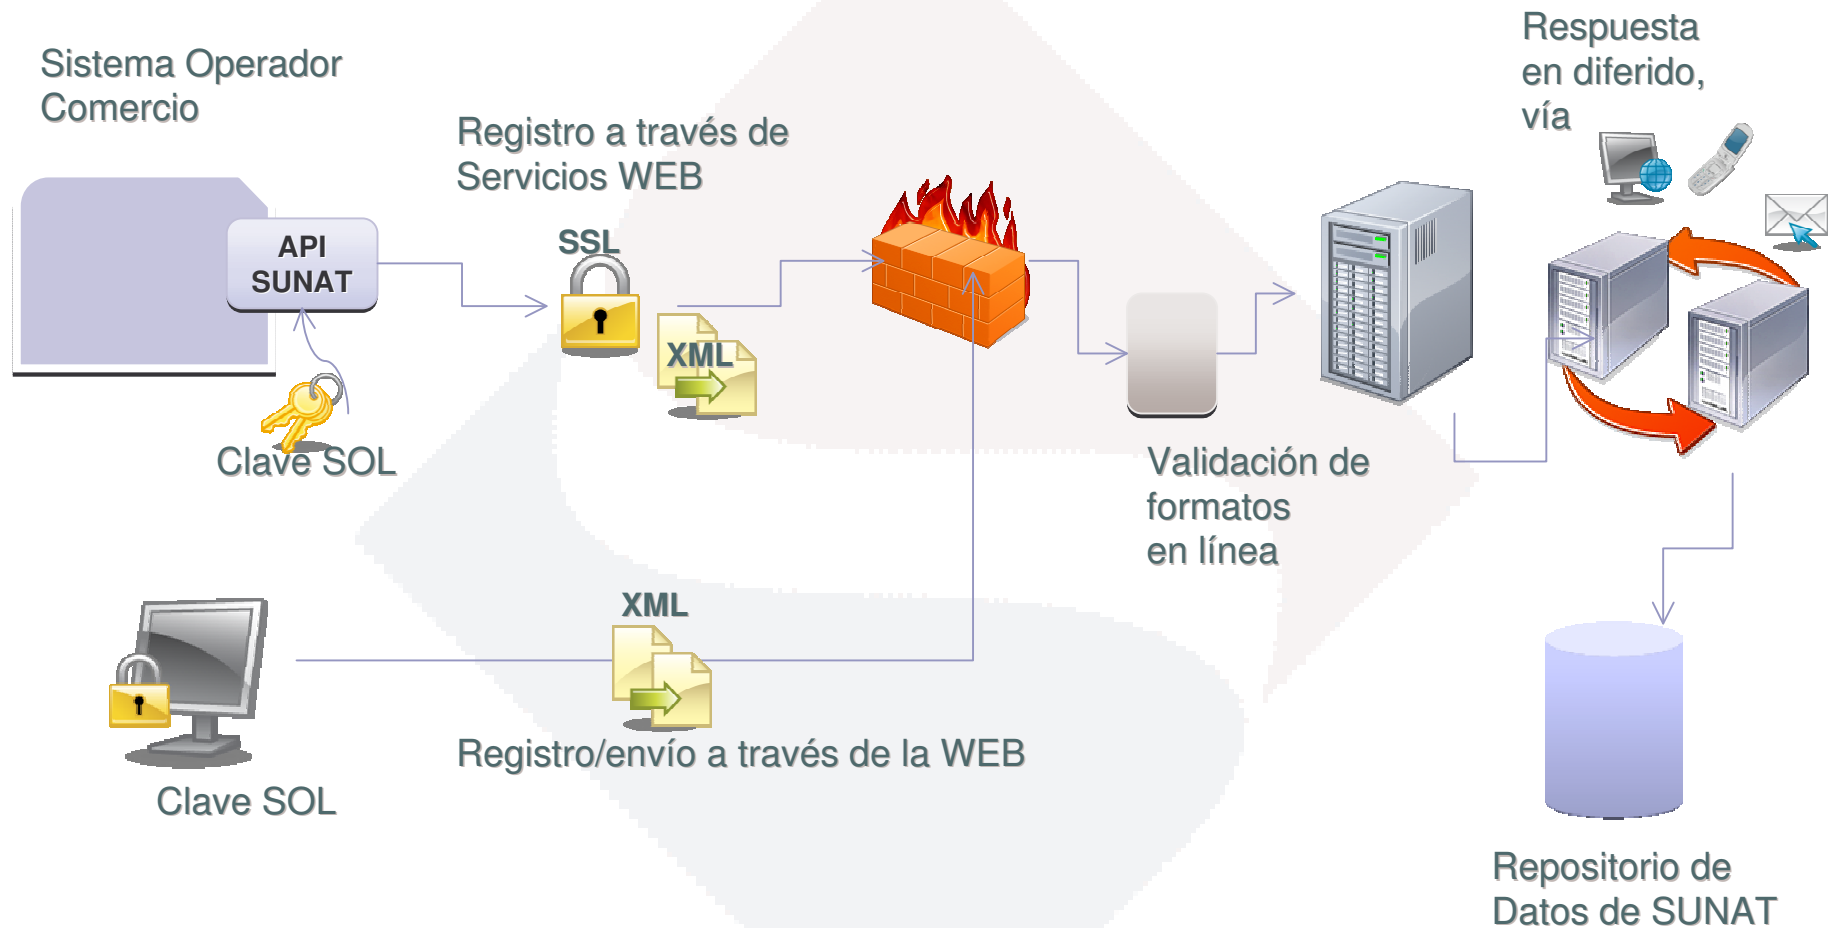 Sistema Operador
Comercio
API
SUNAT
Clave SOL
Registro a través de
Servicios WEB
SSL
XML
Validación de
formatos
en línea
Respuesta
en diferido,
vía
XML
Registro/envío a través de la WEB
Clave SOL
Repositorio de
Datos de SUNAT